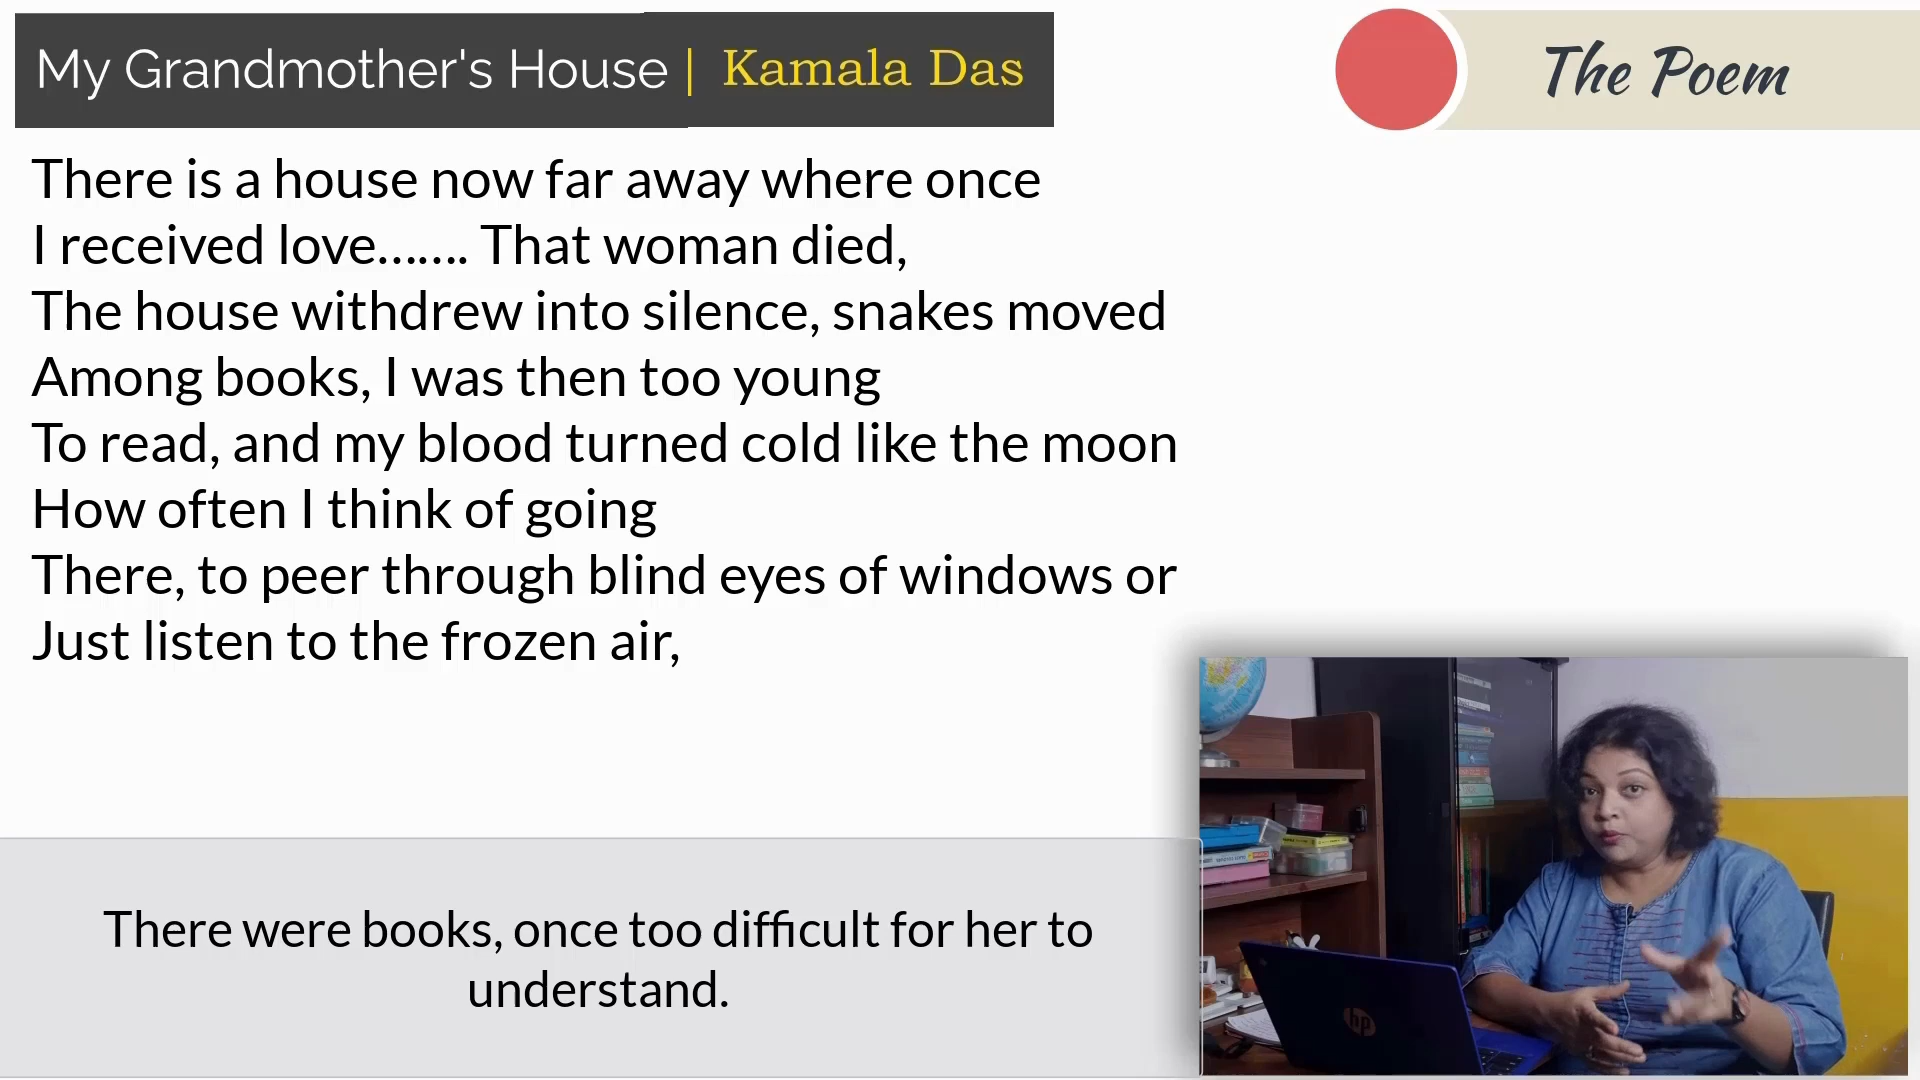 My Grandmother's House | Kamala Das
The Poem
There is a house now far away where once
I received love....... That woman died,
The house withdrew into silence, snakes moved
Among books, I was then too young
To read, and my blood turned cold like the moon
How often I think of going
There, to peer through blind eyes of windows or
Just listen to the frozen air,
There were books, once too difficult for her to
understand.
hp